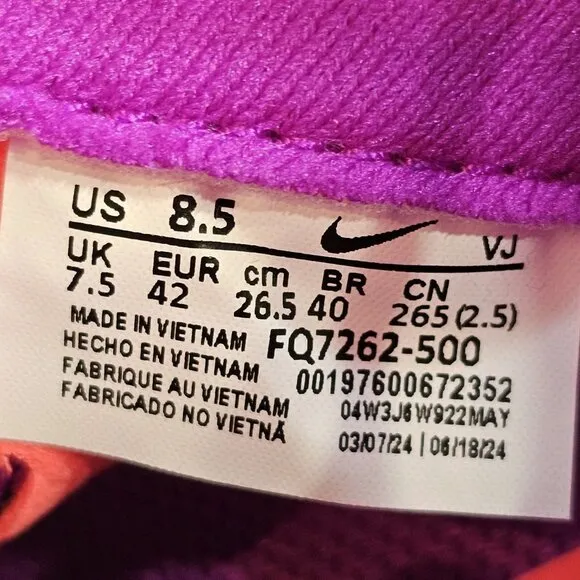 US 8.5 VJ
UK EUR cm BR CN
7.5 42 26.5 40 265 (2.5)
MADE IN VIETNAM FQ7262-500
HECHO EN VIETNAM 00197600672352
FABRIQUE AU VIETNAM 04W3J6W922MAY
FABRICADO NO VIETNÃ 03/07/24 | 06/18/24